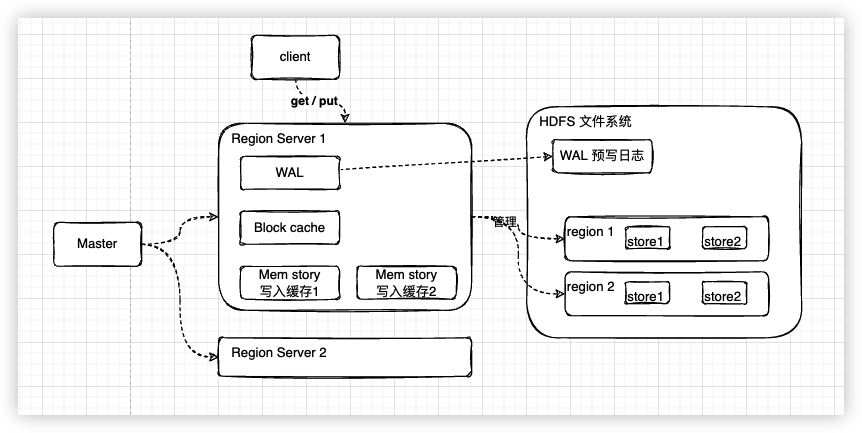 client
get / put
Region Server 1
WAL
Block cache
Mem story
写入缓存1
Mem story
写入缓存2
Master
Region Server 2
管理
HDFS 文件系统
WAL 预写日志
region 1
store1
store2
region 2
store1
store2